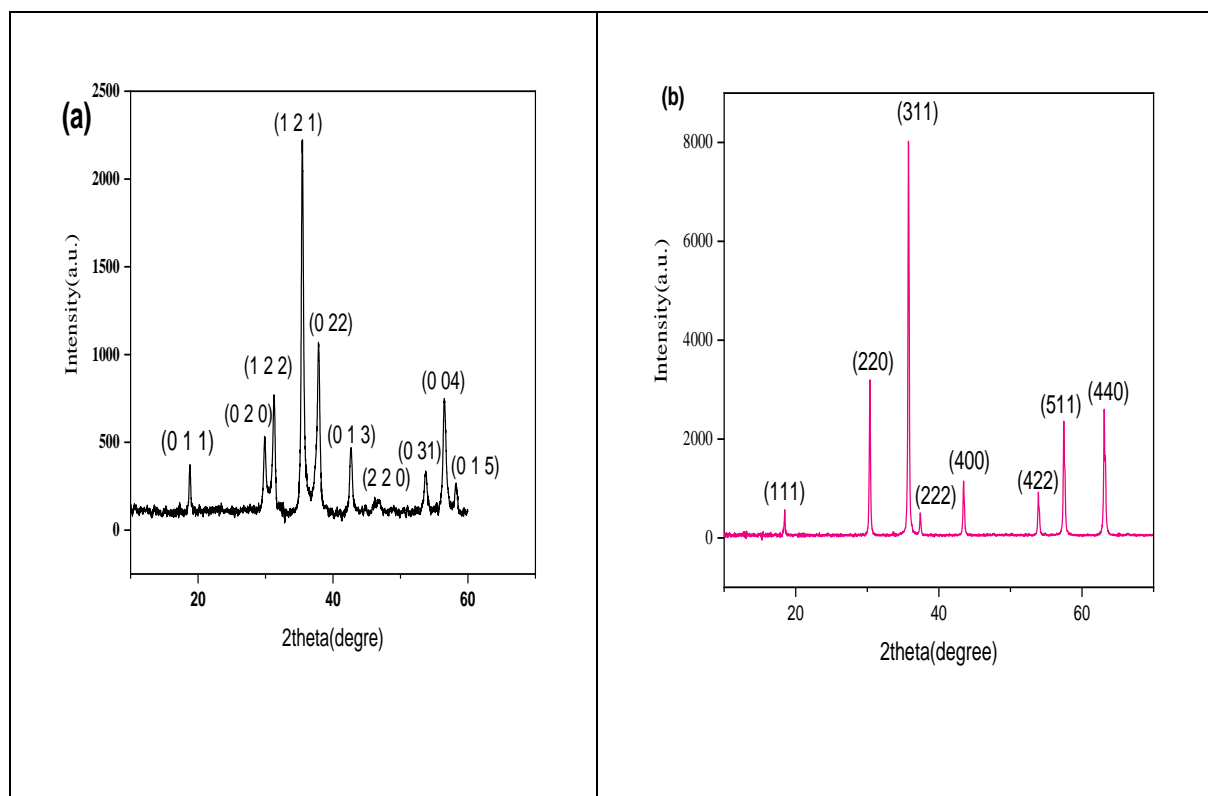 (a)
2500
2000
1500
1000
500
0
Intensity(a.u.)
(0 1 1)
(0 2 0)
(1 2 2)
(1 2 1)
(0 22)
(0 1 3)
(2 2 0)
(0 31)
(0 04)
(0 1 5)
20
40
60
2theta(degre)
(b)
8000
6000
4000
2000
0
Intensity(a.u.)
(111)
(220)
(311)
(222)
(400)
(422)
(511)
(440)
20
40
60
2theta(degree)